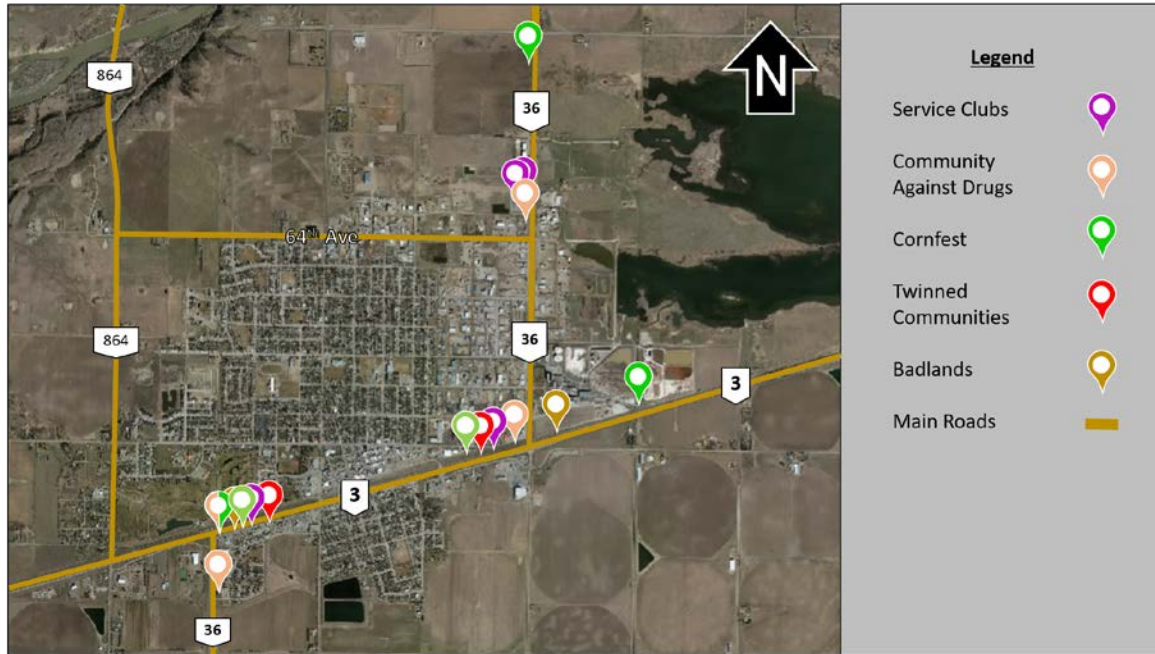 864
36
N
64th Ave
864
36
3
3
36
Legend
Service Clubs
Community
Against Drugs
Cornfest
Twinned
Communities
Badlands
Main Roads